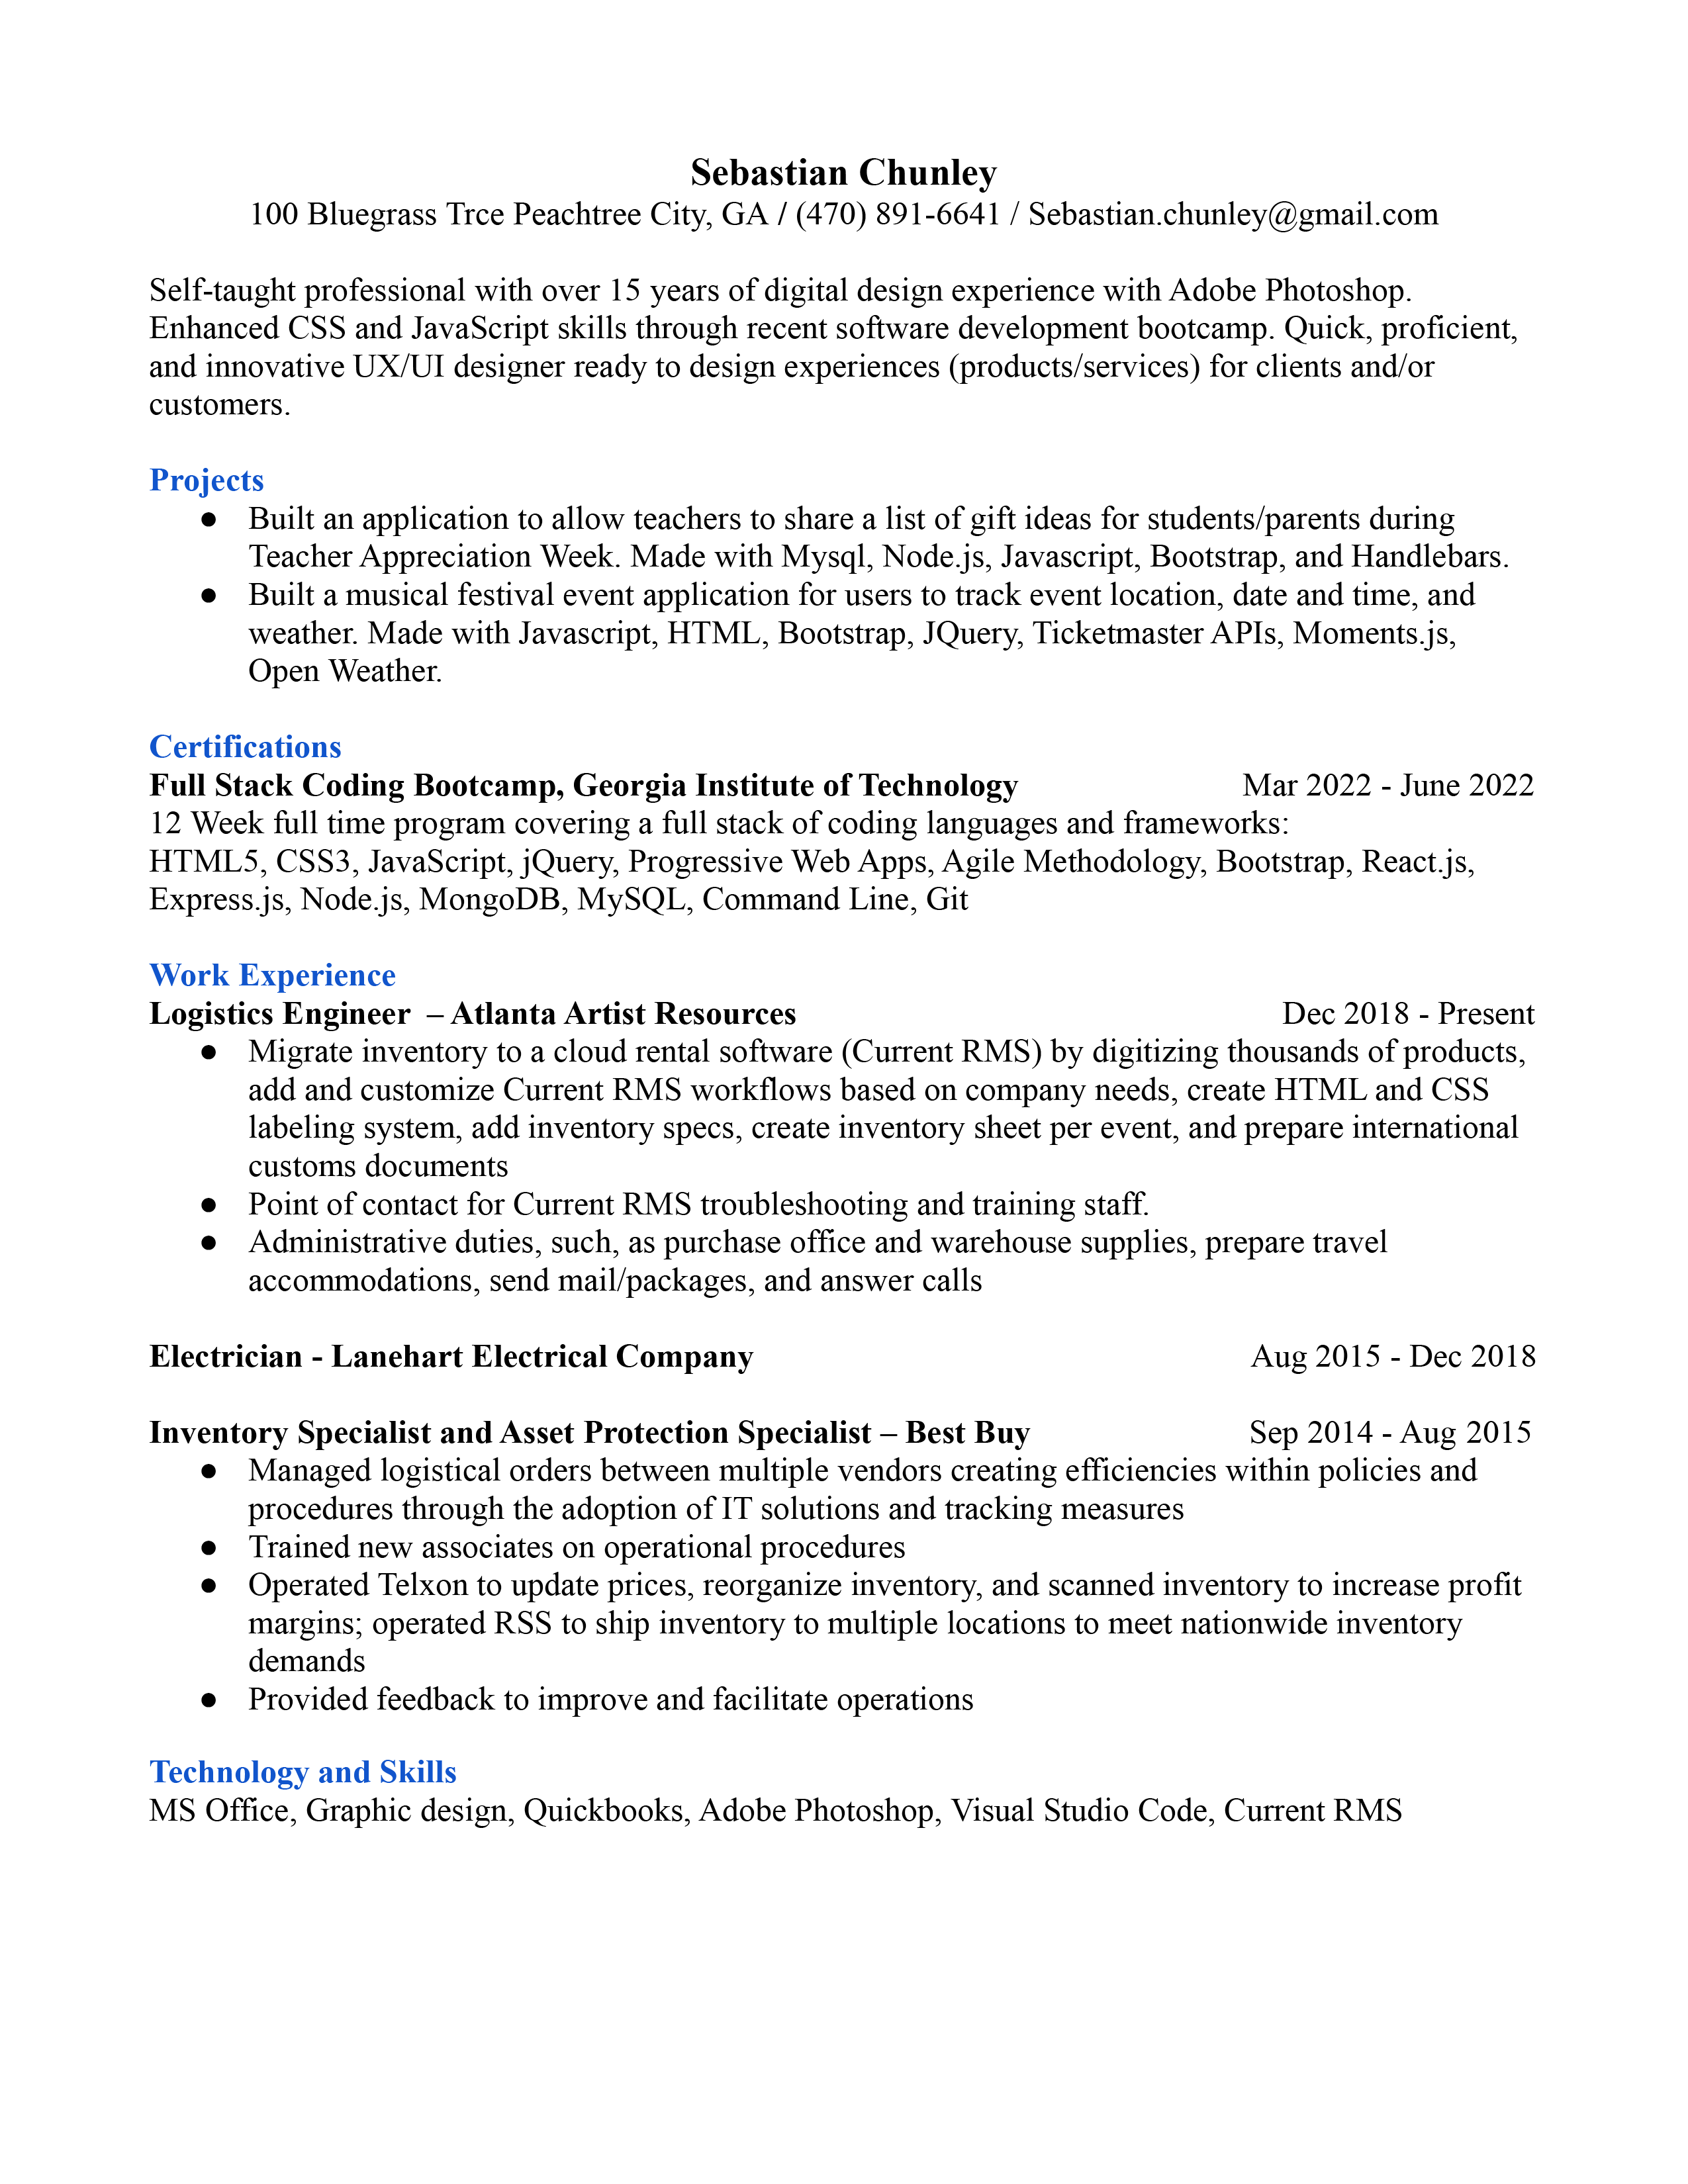 Sebastian Chunley
100 Bluegrass Trce Peachtree City, GA / (470) 891-6641 / Sebastian.chunley@gmail.com
Self-taught professional with over 15 years of digital design experience with Adobe Photoshop.
Enhanced CSS and JavaScript skills through recent software development bootcamp. Quick, proficient,
and innovative UX/UI designer ready to design experiences (products/services) for clients and/or
customers.
Projects
● Built an application to allow teachers to share a list of gift ideas for students/parents during
Teacher Appreciation Week. Made with Mysql, Node.js, Javascript, Bootstrap, and Handlebars.
● Built a musical festival event application for users to track event location, date and time, and
weather. Made with Javascript, HTML, Bootstrap, JQuery, Ticketmaster APIs, Moments.js,
Open Weather.
Certifications
Full Stack Coding Bootcamp, Georgia Institute of Technology Mar 2022 - June 2022
12 Week full time program covering a full stack of coding languages and frameworks:
HTML5, CSS3, JavaScript, jQuery, Progressive Web Apps, Agile Methodology, Bootstrap, React.js,
Express.js, Node.js, MongoDB, MySQL, Command Line, Git
Work Experience
Logistics Engineer – Atlanta Artist Resources Dec 2018 - Present
● Migrate inventory to a cloud rental software (Current RMS) by digitizing thousands of products,
add and customize Current RMS workflows based on company needs, create HTML and CSS
labeling system, add inventory specs, create inventory sheet per event, and prepare international
customs documents
● Point of contact for Current RMS troubleshooting and training staff.
● Administrative duties, such, as purchase office and warehouse supplies, prepare travel
accommodations, send mail/packages, and answer calls
Electrician - Lanehart Electrical Company Aug 2015 - Dec 2018
Inventory Specialist and Asset Protection Specialist – Best Buy Sep 2014 - Aug 2015
● Managed logistical orders between multiple vendors creating efficiencies within policies and
procedures through the adoption of IT solutions and tracking measures
● Trained new associates on operational procedures
● Operated Telxon to update prices, reorganize inventory, and scanned inventory to increase profit
margins; operated RSS to ship inventory to multiple locations to meet nationwide inventory
demands
● Provided feedback to improve and facilitate operations
Technology and Skills
MS Office, Graphic design, Quickbooks, Adobe Photoshop, Visual Studio Code, Current RMS